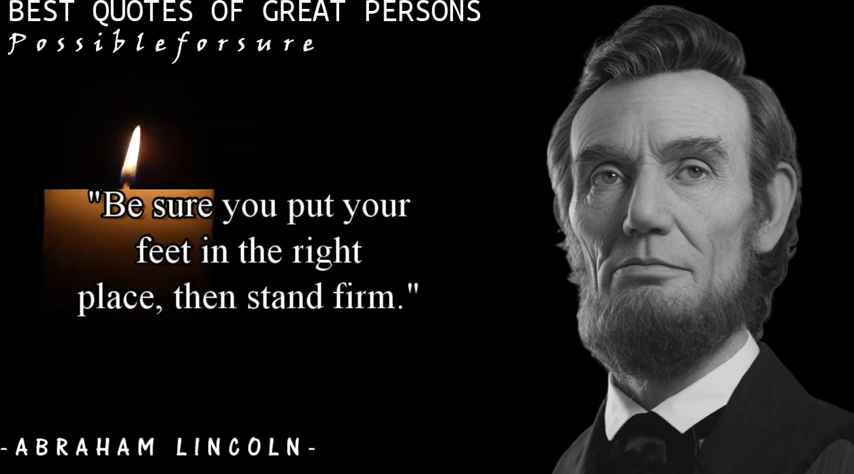 BEST QUOTES OF GREAT PERSONS
Possibleforsure
"Be sure you put your
feet in the right
place, then stand firm."
-ABRAHAM LINCOLN-